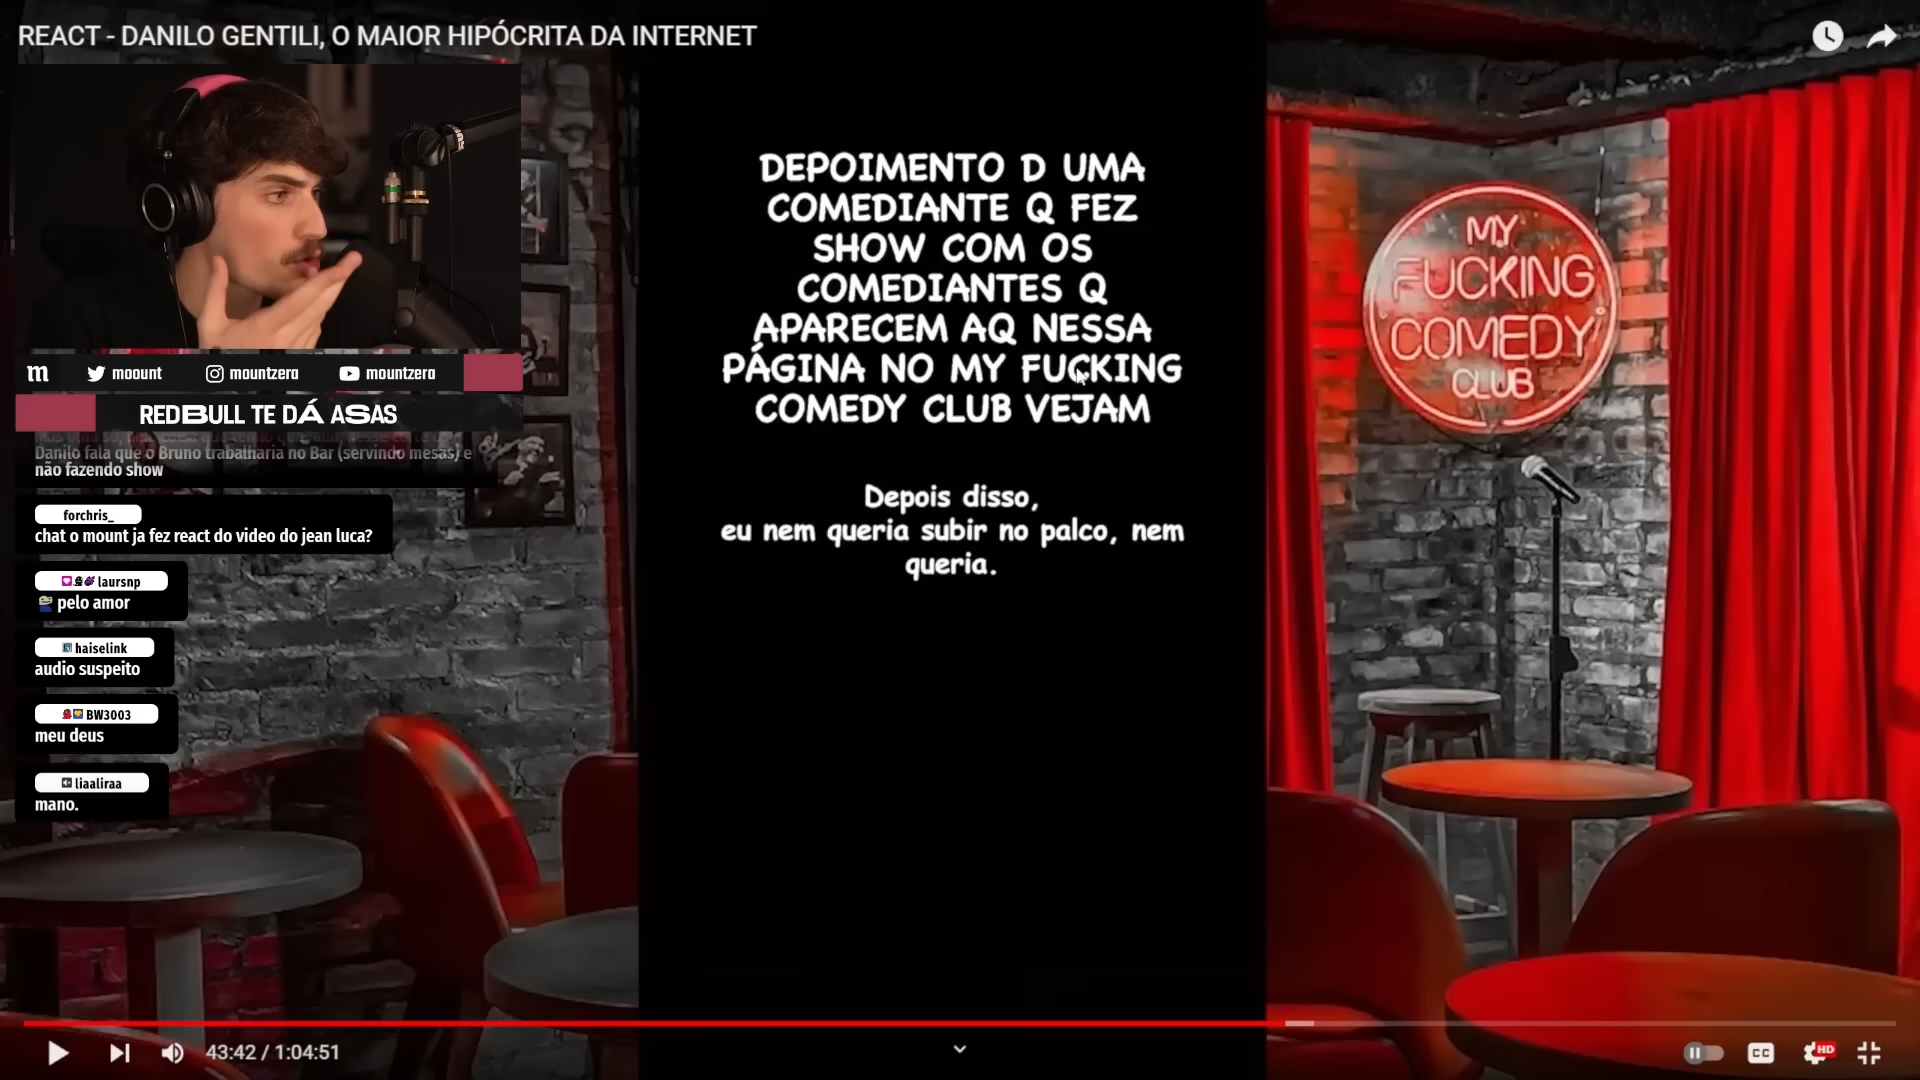 REACT - DANILO GENTILI, O MAIOR HIPÓCRITA DA INTERNET
m moount mountzera mountzera
REDBULL TE DÁ ASAS
Danilo fala que o Bruno trabalharia no Bar (servindo mesas) e
não fazendo show
forchris_
chat o mount ja fez react do video do jean luca?
laursnp
pelo amor
haiselink
audio suspeito
BW3003
meu deus
liaaliraa
mano.
DEPOIMENTO D UMA
COMEDIANTE Q FEZ
SHOW COM OS
COMEDIANTES Q
APARECEM AQ NESSA
PÁGINA NO MY FUCKING
COMEDY CLUB VEJAM
Depois disso,
eu nem queria subir no palco, nem
queria.
MY
FUCKING
COMEDY
CLUB
43:42 / 1:04:51
CC
HD